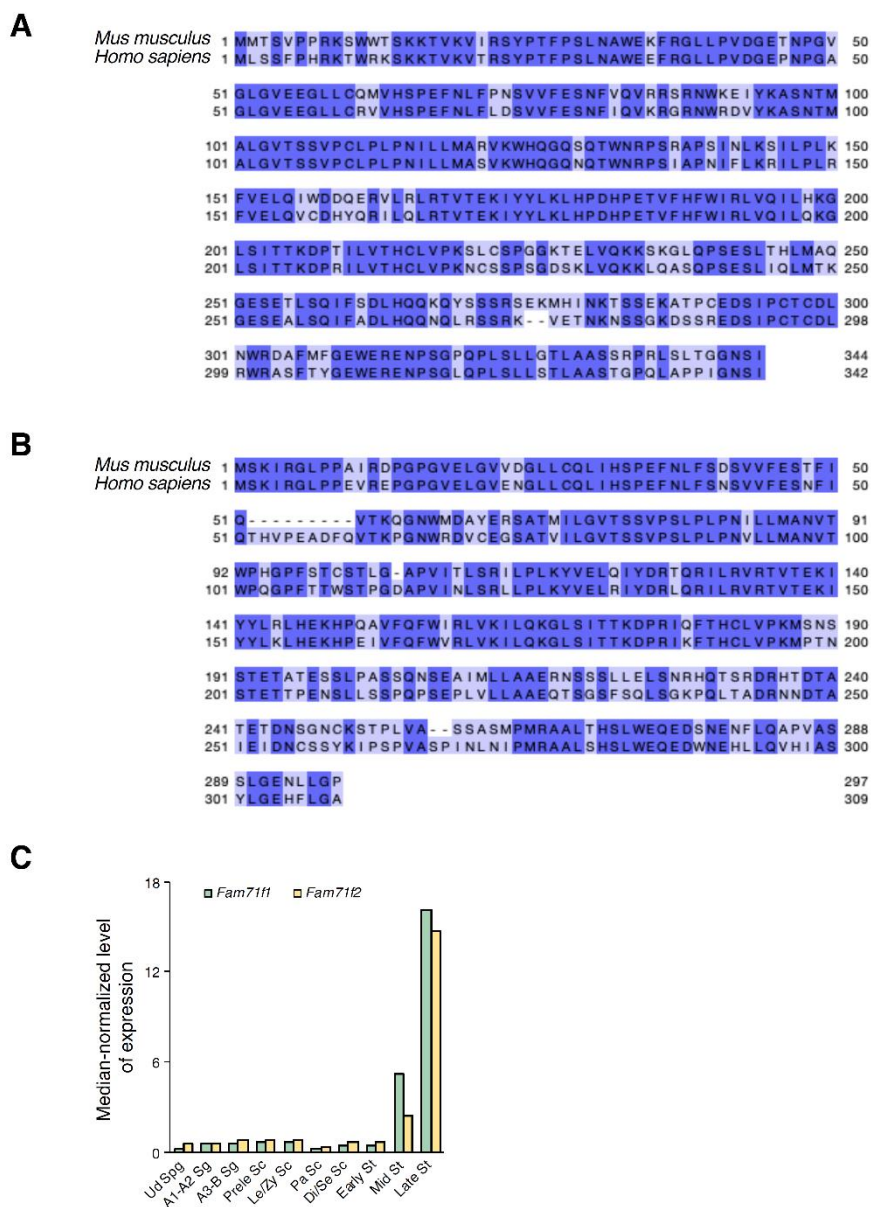 A
Mus musculus 1 MMTSVPPRKSWWTSKKTVKVIRSYPTFPSLNAWEKFRGLLPVDGETNPGV 50
Homo sapiens 1 MLSSFPHRKTWRKSKKTVKVTRSYPTFPSLNAWEEFRGLLPVDGEPNPGA 50
51 GLGVEEGLLCQMVHSPEFNLFPNSVVFESNFVQVRRSRNWKEIYKASNTM 100
51 GLGVEEGLLCRVVHSPEFNLFLDSVVFESNFIQVKRGRNWRDVYKASNTM 100
101 ALGVTSSVPCLPLPNILLMARVKWHQGQSQTWNRPSRAPSINLKSILPLK 150
101 ALGVTSSVPCLPLPNILLMASVKWHQGQNQTWNRPSIAPNIFLKRILPLR 150
151 FVELQIWDDQERVLRLRTVTEKIYYLKLHPDHPETVFHFWIRLVQILHKG 200
151 FVELQVCDHYQRILQLRTVTEKIYYLKLHPDHPETVFHFWIRLVQILQKG 200
201 LSITTKDPTILVTHCLVPKSLCSPGGKTELVQKKSKGLQPSESLTHLMAQ 250
201 LSITTKDPRILVTHCLVPKNCSSPSGDSKLVQKKLQASQPSESLIQLMTK 250
251 GESETLSQIFSDLHQQKQYSSSRSEKMHINKTSSEKATPCEDSIPCTCDL 300
251 GESEALSQIFADLHQQNQLRSSRK--VETNKNSSGKDSSREDSIPCTCDL 298
301 NWRDAFMFGEWERENPSGPQPLSLLGTLAASSRPRLSLTGGNSI 344
299 RWRASFTYGEWERENPSGLQPLSLLSTLAASTGPQLAPPIGNSI 342
B
Mus musculus 1 MSKIRGLPPAIRDPGPGVELGVVDGLLCQLIHSPEFNLFSDSVVFESTFI 50
Homo sapiens 1 MSKIRGLPPEVREPGPGVELGVENGLLCQLIHSPEFNLFSNSVVFESNFI 50
51 Q---------VTKQGNWMDAYERSATMILGVTSSVPSLPLPNILLMANVT 91
51 QTHVPEADFQVTKPGNWRDVCEGSATVILGVTSSVPSLPLPNVLLMANVT 100
92 WPHGPFSTCSTLG-APVITLSRILPLKYVELQIYDRTQRILRVRTVTEKI 140
101 WPQGPFTTWSTPGDAPVINLSRLLPLKYVELRIYDRLQRILRVRTVTEKI 150
141 YYLRLHEKHPQAVFQFWIRLVKILQKGLSITTKDPRIQFTHCLVPKMSNS 190
151 YYLKLHEKHPEIVFQFWVRLVKILQKGLSITTKDPRIKFTHCLVPKMPTN 200
191 STETATESSLPASSQNSEAIMLLAAERNSSSLLELSNRHQTSRDRHTDTA 240
201 STETTPENSLLSSPQPSEPLVLLAAEQTSGSFSQLSGKPQLTADRNNDTA 250
241 TETDNSGNCKSTPLVA--SSASMPMRAALTHSLWEQEDSNENFLQAPVAS 288
251 IEIDNCSSYKIPSPVASPINLNIPMRAALSHSLWEQEDWNEHLLQVHIAS 300
289 SLGENLLGP 297
301 YLGEHFLGA 309
C
Median-normalized level of expression
18
12
6
0
Fam71f1
Fam71f2
Ud Spg
A1-A2 Sg
A3-B Sg
Prele Sc
Le/Zy Sc
Pa Sc
Di/Se Sc
Early St
Mid St
Late St